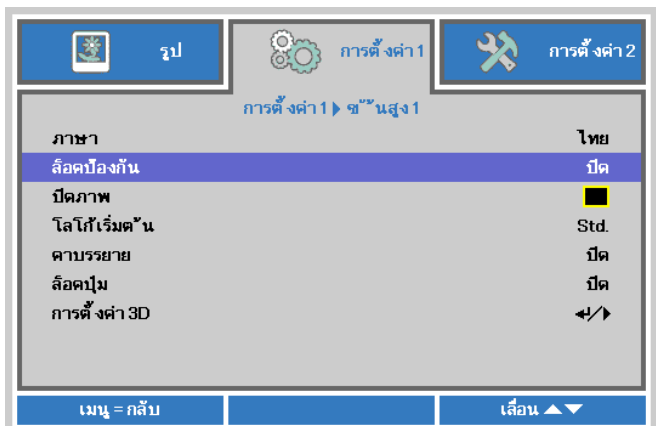 รูป
การตั้งค่า 1
การตั้งค่า 2
การตั้งค่า 1 ▶ ข ั้นสูง 1
ภาษา ไทย
ล็อคป้องกัน ปิด
ปิดภาพ
โลโก้เริ่มต ้น Std.
คาบรรยาย ปิด
ล็อคปุ่ม ปิด
การตั้งค่า 3D ↵/▶
เมนู = กลับ
เลื่อน ▲▼